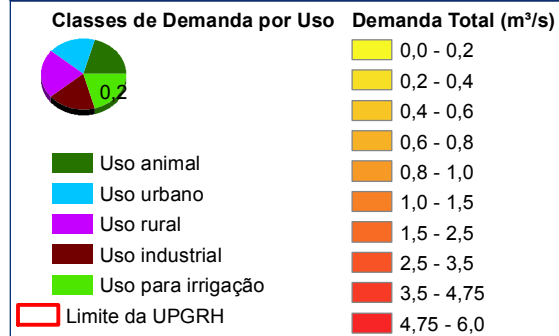 Classes de Demanda por Uso
0,2
Uso animal
Uso urbano
Uso rural
Uso industrial
Uso para irrigação
Limite da UPGRH
Demanda Total (m³/s)
0,0 - 0,2
0,2 - 0,4
0,4 - 0,6
0,6 - 0,8
0,8 - 1,0
1,0 - 1,5
1,5 - 2,5
2,5 - 3,5
3,5 - 4,75
4,75 - 6,0